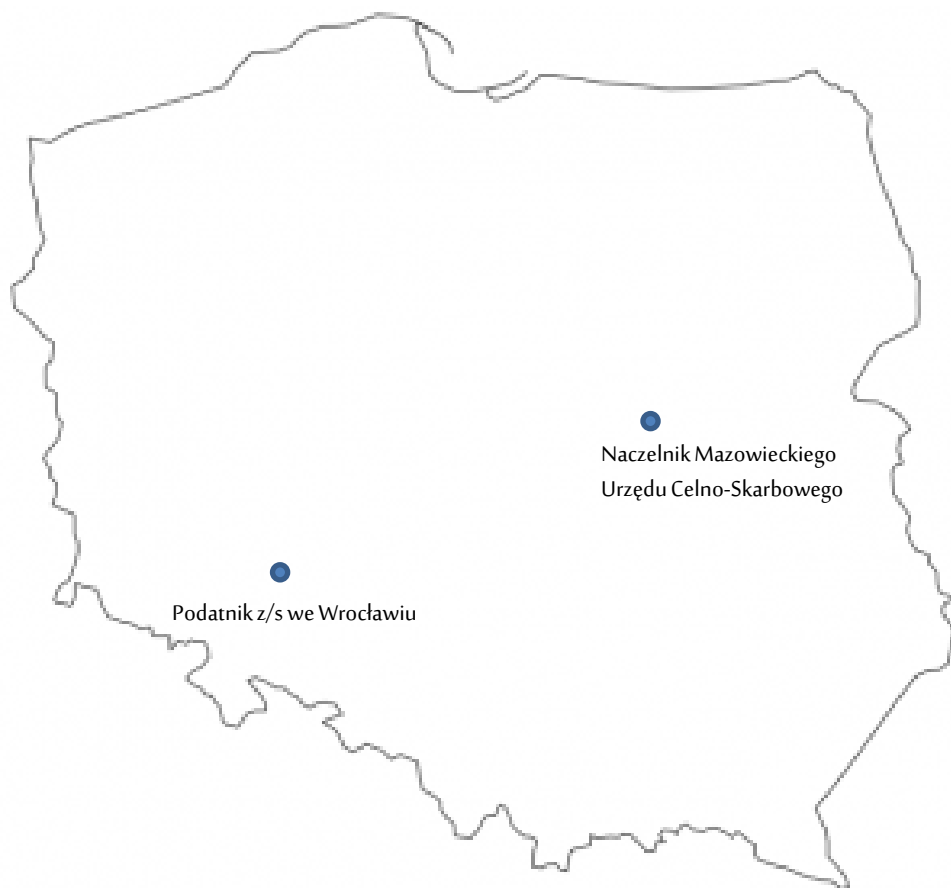 Naczelnik Mazowieckiego
Urzędu Celno-Skarbowego
Podatnik z/s we Wrocławiu